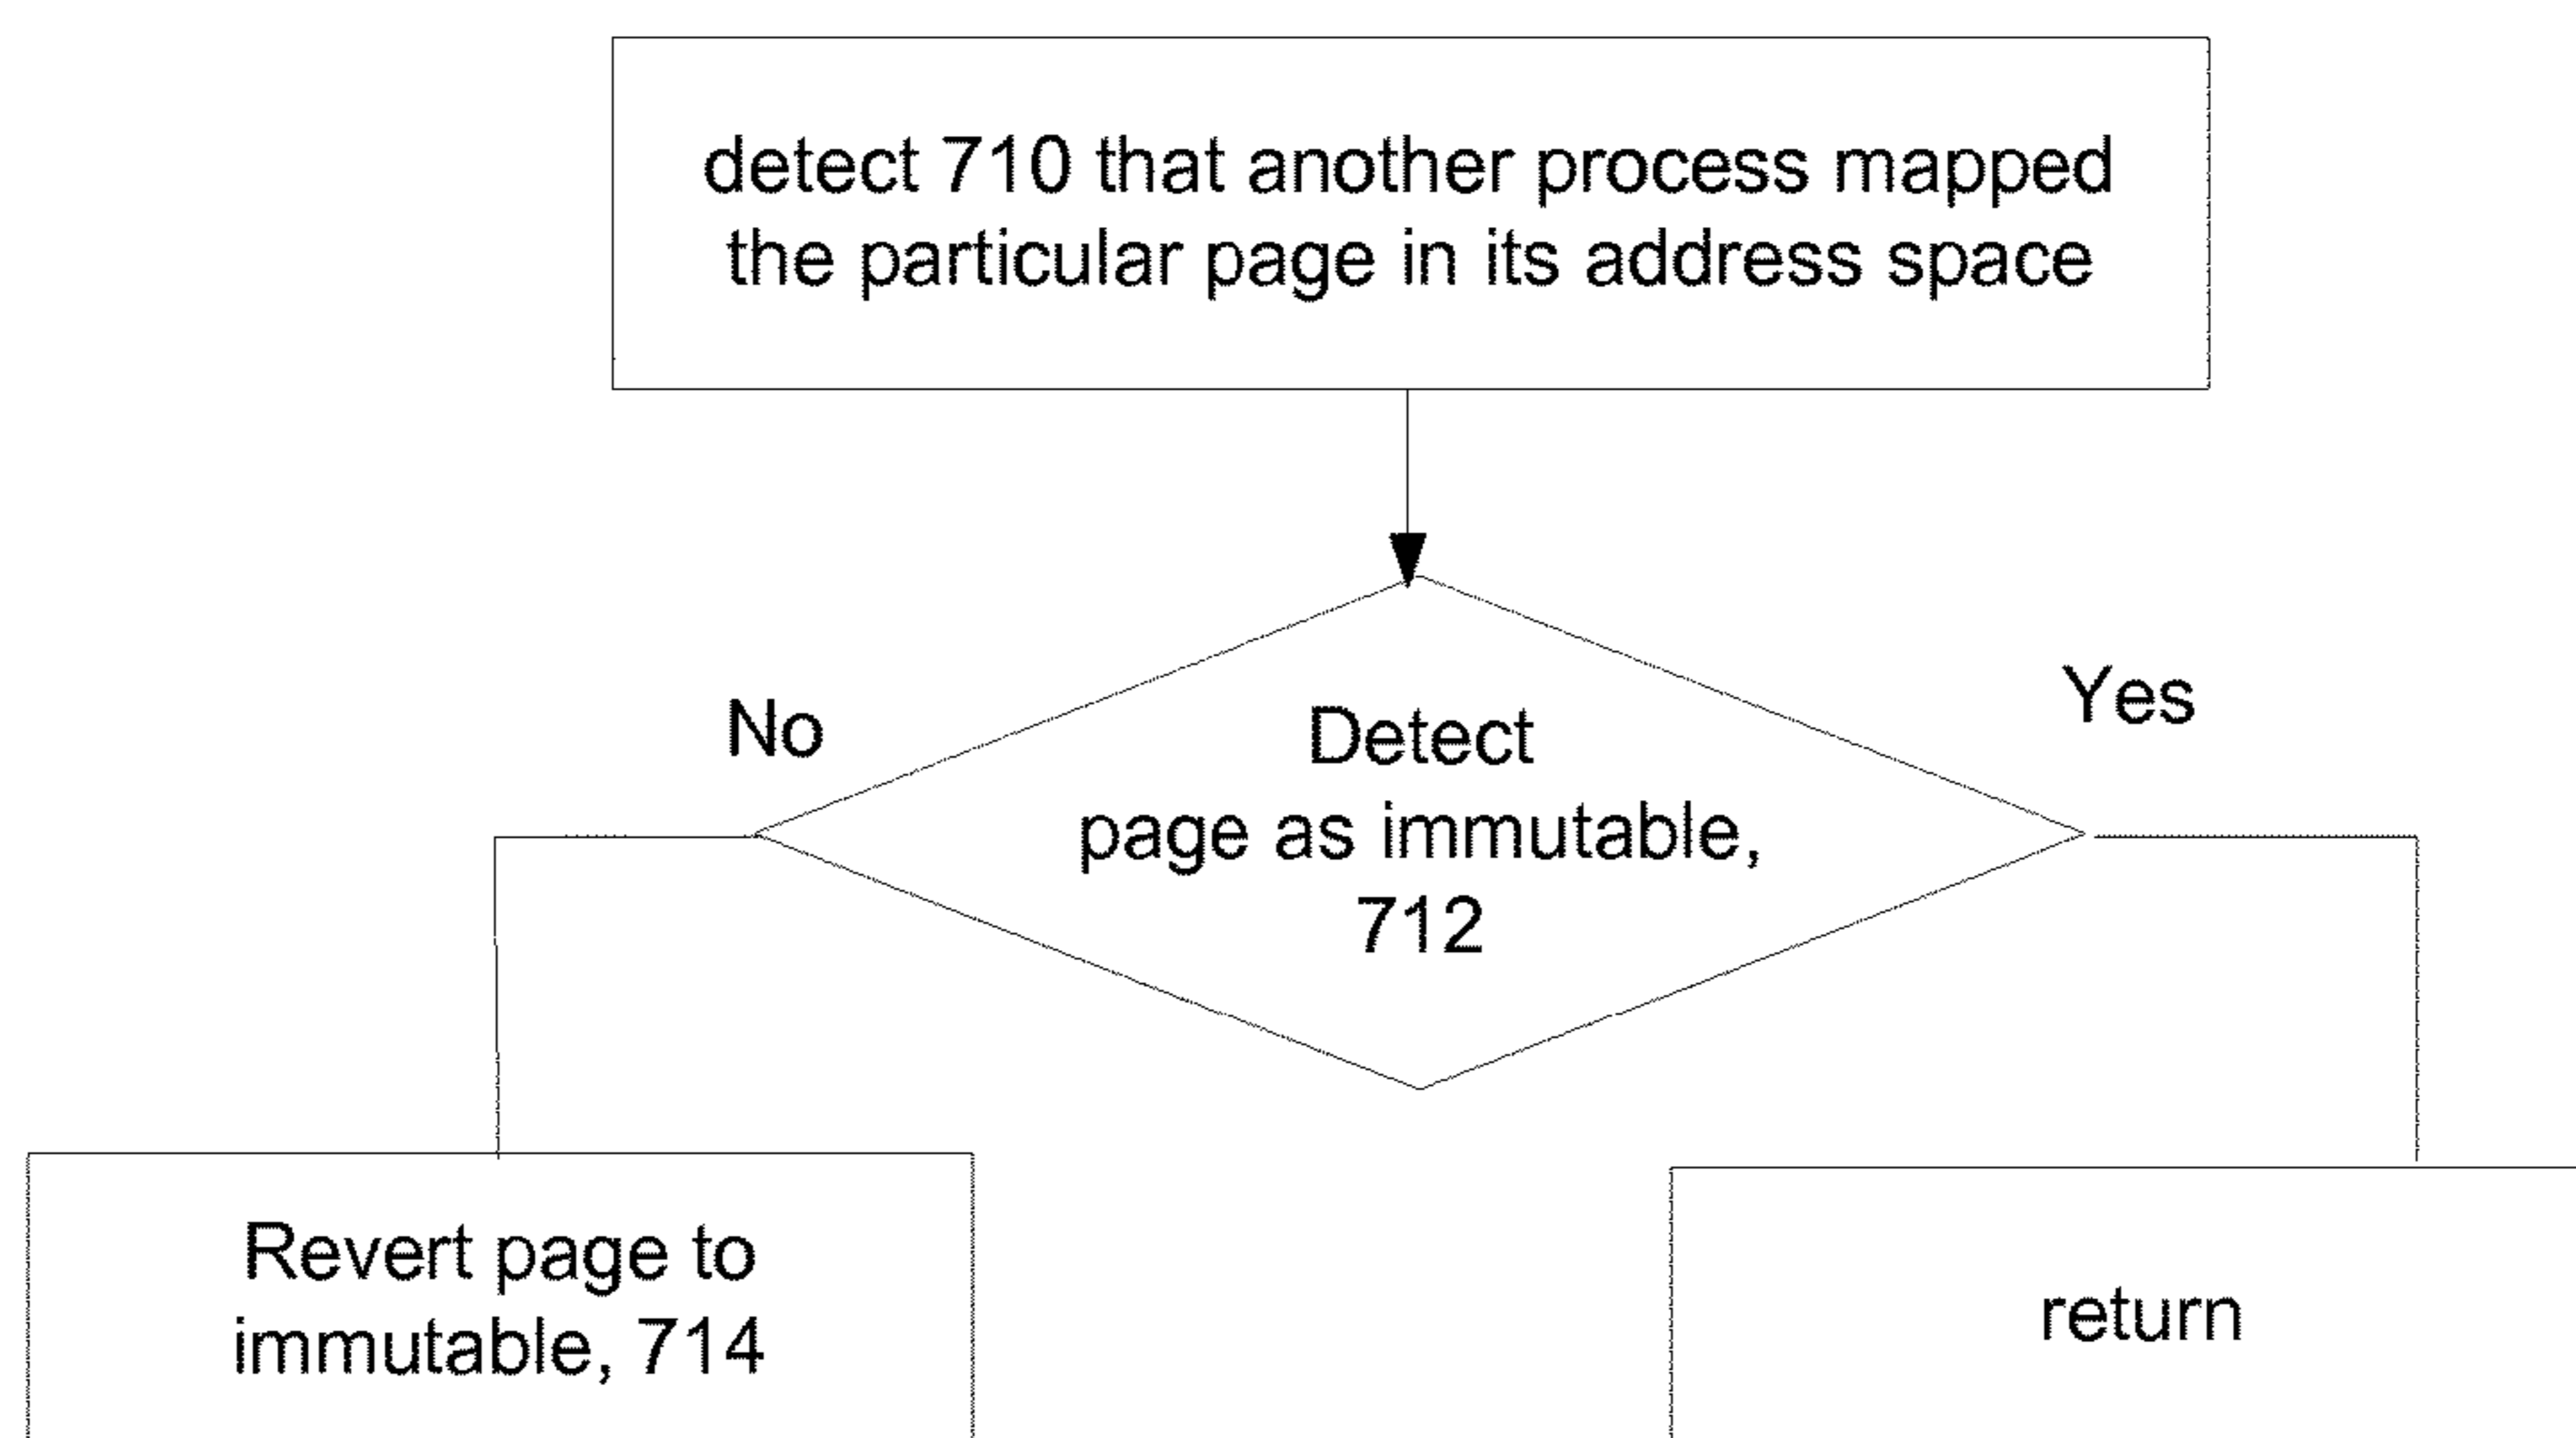 detect 710 that another process mapped
the particular page in its address space
No
Yes
Detect
page as immutable,
712
Revert page to
immutable, 714
return